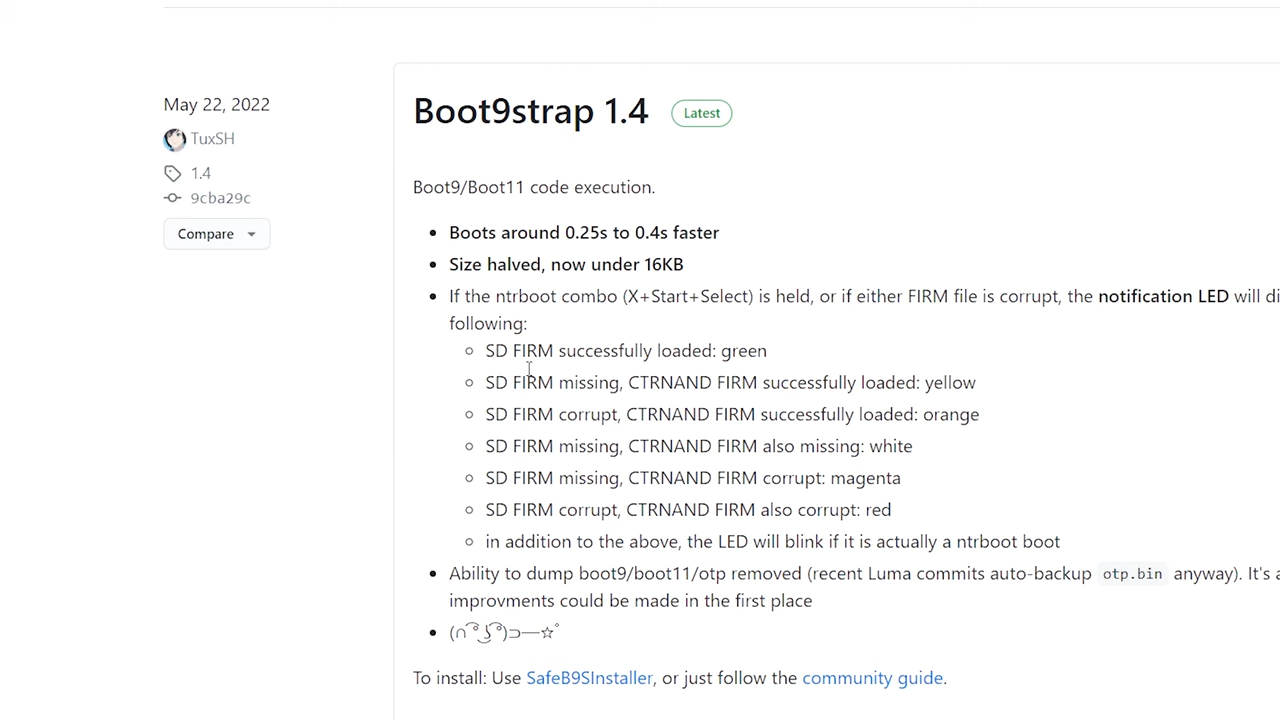 May 22, 2022
TuxSH
1.4
9cba29c
Compare
Boot9strap 1.4 Latest
Boot9/Boot11 code execution.
• Boots around 0.25s to 0.4s faster
• Size halved, now under 16KB
• If the ntrboot combo (X+Start+Select) is held, or if either FIRM file is corrupt, the notification LED will di
following:
◦ SD FIRM successfully loaded: green
◦ SD FIRM missing, CTRNAND FIRM successfully loaded: yellow
◦ SD FIRM corrupt, CTRNAND FIRM successfully loaded: orange
◦ SD FIRM missing, CTRNAND FIRM also missing: white
◦ SD FIRM missing, CTRNAND FIRM corrupt: magenta
◦ SD FIRM corrupt, CTRNAND FIRM also corrupt: red
◦ in addition to the above, the LED will blink if it is actually a ntrboot boot
• Ability to dump boot9/boot11/otp removed (recent Luma commits auto-backup otp.bin anyway). It's a
improvments could be made in the first place
• (∩ ͡° ͜ʖ ͡°)⊃━☆ﾟ
To install: Use SafeB9SInstaller, or just follow the community guide.